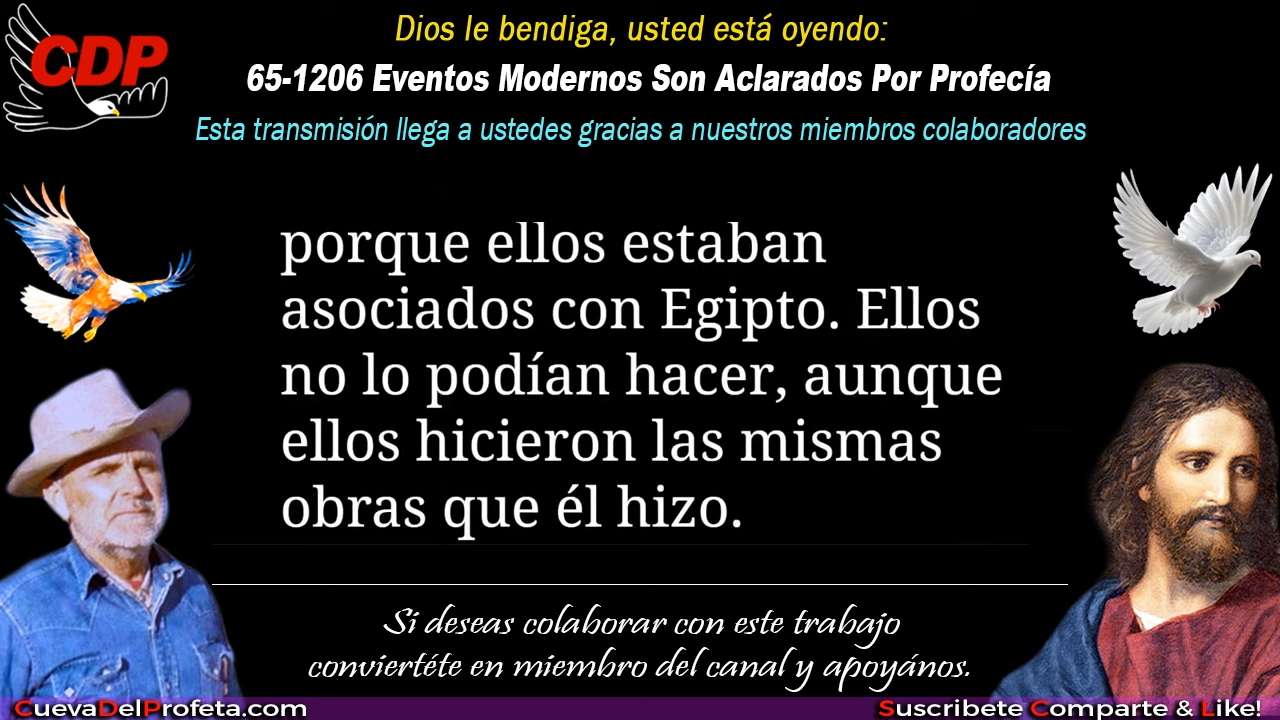 CDP
Dios le bendiga, usted está oyendo:
65-1206 Eventos Modernos Son Aclarados Por Profecía
Esta transmisión llega a ustedes gracias a nuestros miembros colaboradores
porque ellos estaban
asociados con Egipto. Ellos
no lo podían hacer, aunque
ellos hicieron las mismas
obras que él hizo.
Si deseas colaborar con este trabajo
conviertéte en miembro del canal y apoyános.
CuevaDelProfeta.com
Suscribete Comparte & Like!